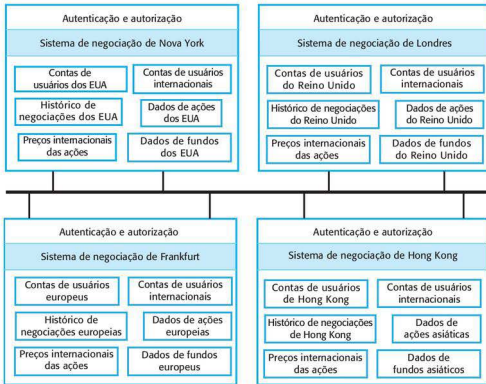 Autenticação e autorização
Sistema de negociação de Nova York
Contas de
usuários dos EUA
Contas de usuários
internacionais
Histórico de
negociações dos EUA
Dados de ações
dos EUA
Preços internacionais
das ações
Dados de fundos
dos EUA
Autenticação e autorização
Sistema de negociação de Londres
Contas de usuários
do Reino Unido
Contas de usuários
internacionais
Histórico de negociações
do Reino Unido
Dados de ações
do Reino Unido
Preços internacionais
das ações
Dados de fundos
do Reino Unido
Autenticação e autorização
Sistema de negociação de Frankfurt
Contas de usuários
europeus
Contas de usuários
internacionais
Histórico de
negociações europeias
Dados de ações
europeias
Preços internacionais
das ações
Dados de fundos
europeus
Autenticação e autorização
Sistema de negociação de Hong Kong
Contas de usuários
de Hong Kong
Contas de usuários
internacionais
Histórico de negociações
de Hong Kong
Dados de
ações asiáticas
Preços internacionais
das ações
Dados de
fundos asiáticos